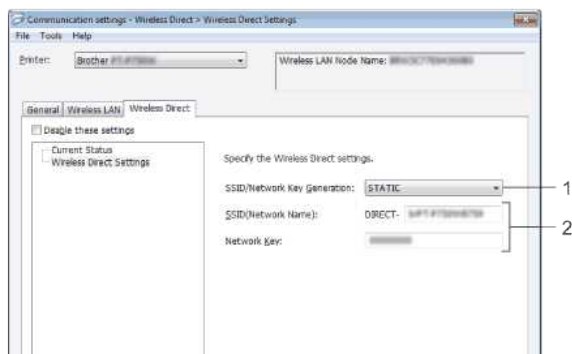 Communication settings - Wireless Direct > Wireless Direct Settings
File Tools Help
Printer: Brother
Wireless LAN Node Name:
General Wireless LAN Wireless Direct
Disable these settings
Current Status
Wireless Direct Settings
Specify the Wireless Direct settings.
SSID/Network Key Generation: STATIC 1
SSID(Network Name): DIRECT-
2
Network Key: